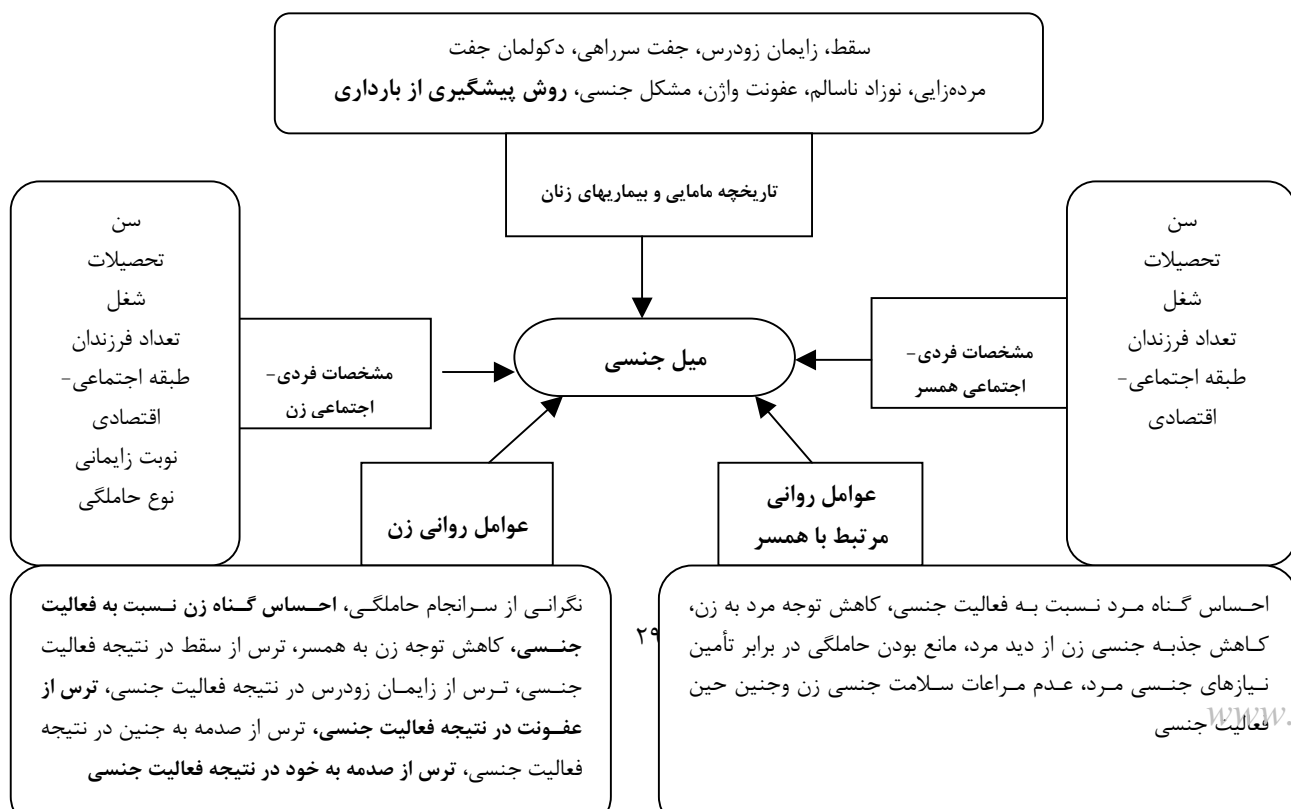 سقط، زایمان زودرس، جفت سرراهی، دکولمان جفت
مرده‌زایی، نوزاد ناسالم، عفونت واژن، مشکل جنسی، روش پیشگیری از بارداری
تاریخچه مامایی و بیماریهای زنان
سن
تحصیلات
شغل
تعداد فرزندان
طبقه اجتماعی-
اقتصادی
مشخصات فردی-
اجتماعی همسر
میل جنسی
مشخصات فردی-
اجتماعی زن
سن
تحصیلات
شغل
تعداد فرزندان
طبقه اجتماعی-
اقتصادی
نوبت زایمانی
نوع حاملگی
عوامل روانی
مرتبط با همسر
عوامل روانی زن
احساس گناه مرد نسبت به فعالیت جنسی، کاهش توجه مرد به زن،
کاهش جذبه جنسی زن از دید مرد، مانع بودن حاملگی در برابر تأمین
نیازهای جنسی مرد، عدم مراعات سلامت جنسی زن وجنین حین
فعالیت جنسی
www.
۲۹
نگرانی از سرانجام حاملگی، احساس گناه زن نسبت به فعالیت
جنسی، کاهش توجه زن به همسر، ترس از سقط در نتیجه فعالیت
جنسی، ترس از زایمان زودرس در نتیجه فعالیت جنسی، ترس از
عفونت در نتیجه فعالیت جنسی، ترس از صدمه به جنین در نتیجه
فعالیت جنسی، ترس از صدمه به خود در نتیجه فعالیت جنسی